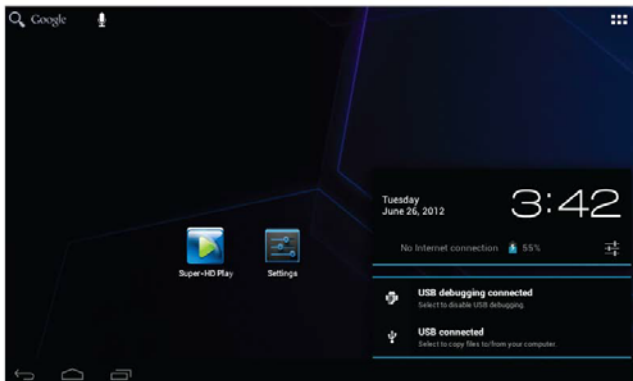 Google
Tuesday
June 26, 2012
3:42
No Internet connection 55%
Super-HD Play
Settings
USB debugging connected
Select to disable USB debugging.
USB connected
Select to copy files to/from your computer.